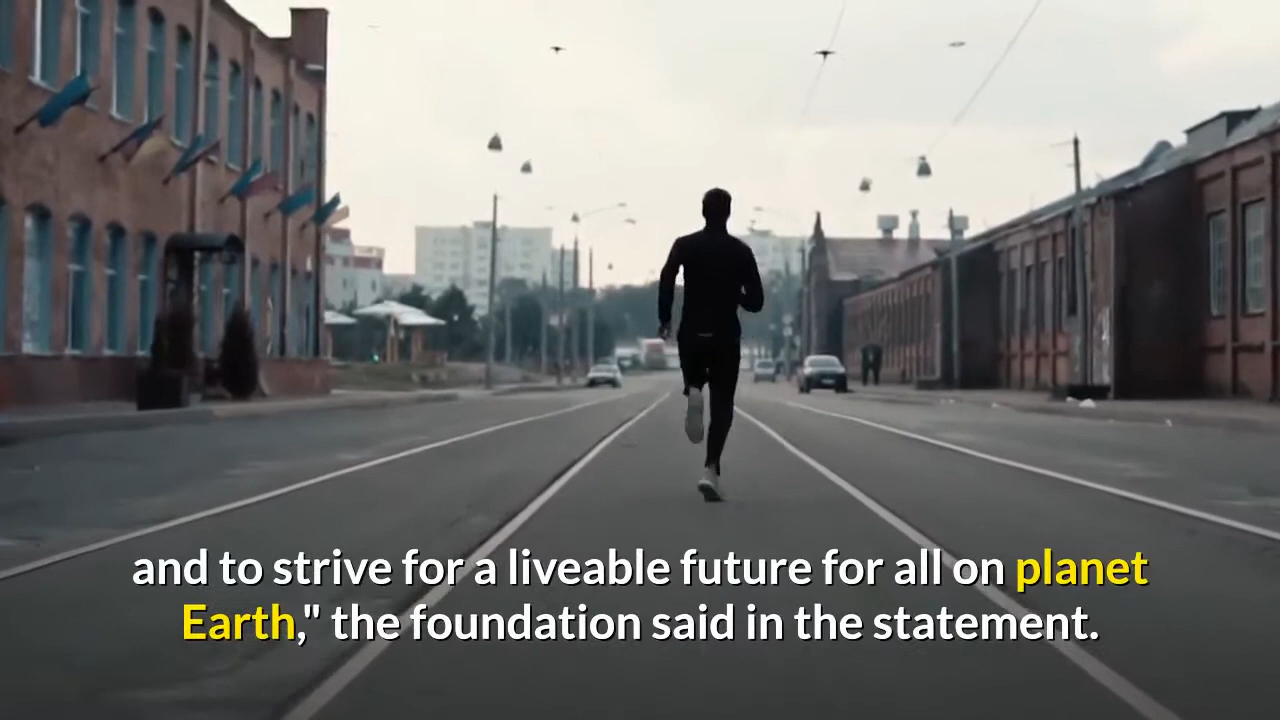 and to strive for a liveable future for all on planet
Earth," the foundation said in the statement.